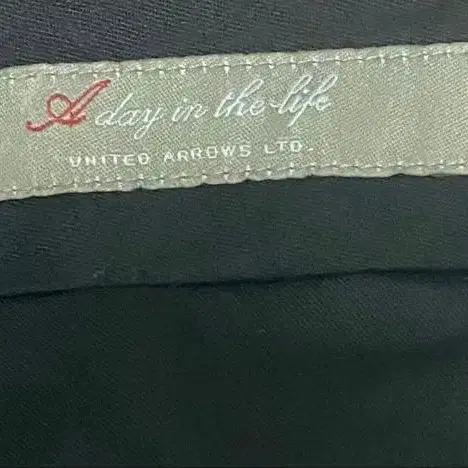 A day in the life
UNITED ARROWS LTD.